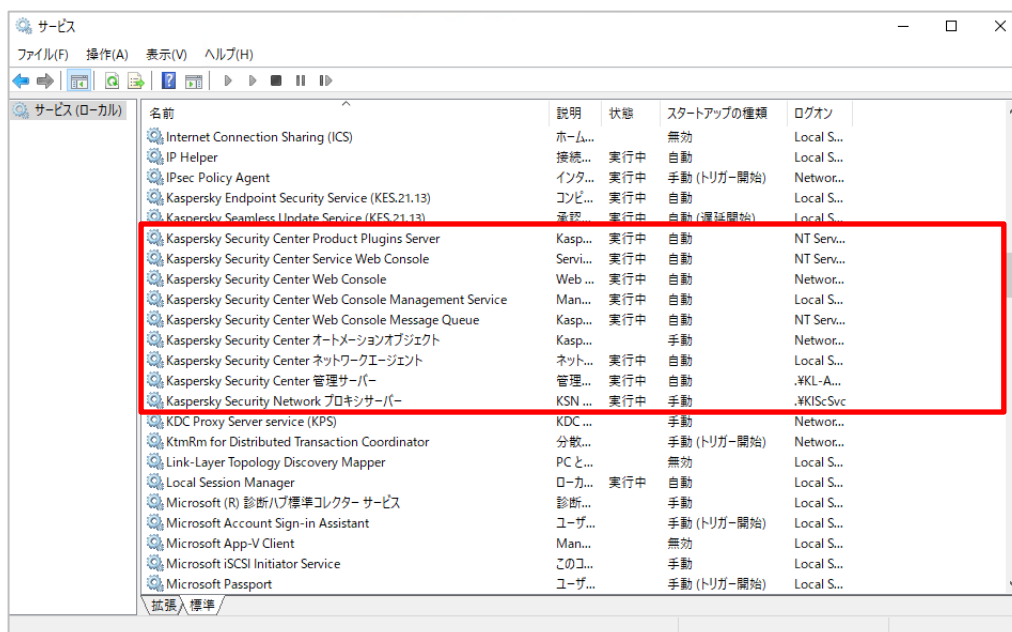 サービス
ファイル(F) 操作(A) 表示(V) ヘルプ(H)
サービス (ローカル)
名前 説明 状態 スタートアップの種類 ログオン
Internet Connection Sharing (ICS) ホーム... 無効 Local S...
IP Helper 接続... 実行中 自動 Local S...
IPsec Policy Agent インタ... 実行中 手動 (トリガー開始) Networ...
Kaspersky Endpoint Security Service (KES.21.13) コンピ... 実行中 自動 Local S...
Kaspersky Seamless Update Service (KES.21.13) 承認... 実行中 自動 (遅延開始) Local S...
Kaspersky Security Center Product Plugins Server Kasp... 実行中 自動 NT Serv...
Kaspersky Security Center Service Web Console Servi... 実行中 自動 NT Serv...
Kaspersky Security Center Web Console Web ... 実行中 自動 Networ...
Kaspersky Security Center Web Console Management Service Man... 実行中 自動 Local S...
Kaspersky Security Center Web Console Message Queue Kasp... 実行中 自動 NT Serv...
Kaspersky Security Center オートメーションオブジェクト Kasp... 手動 Networ...
Kaspersky Security Center ネットワークエージェント ネット... 実行中 自動 Local S...
Kaspersky Security Center 管理サーバー 管理... 実行中 自動 .¥KL-A...
Kaspersky Security Network プロキシサーバー KSN ... 実行中 手動 .¥KIScSvc
KDC Proxy Server service (KPS) KDC ... 手動 Networ...
KtmRm for Distributed Transaction Coordinator 分散... 手動 (トリガー開始) Networ...
Link-Layer Topology Discovery Mapper PC と... 無効 Local S...
Local Session Manager ローカ... 実行中 自動 Local S...
Microsoft (R) 診断ハブ標準コレクター サービス 診断... 手動 Local S...
Microsoft Account Sign-in Assistant ユーザ... 手動 (トリガー開始) Local S...
Microsoft App-V Client Man... 無効 Local S...
Microsoft iSCSI Initiator Service このコ... 手動 Local S...
Microsoft Passport ユーザ... 手動 (トリガー開始) Local S...
拡張 標準